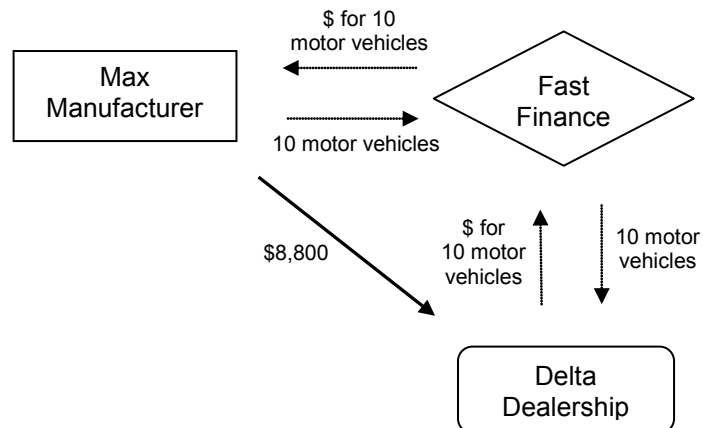 $ for 10
motor vehicles
Max
Manufacturer
Fast
Finance
10 motor vehicles
$8,800
$ for
10 motor
vehicles
10 motor
vehicles
Delta
Dealership